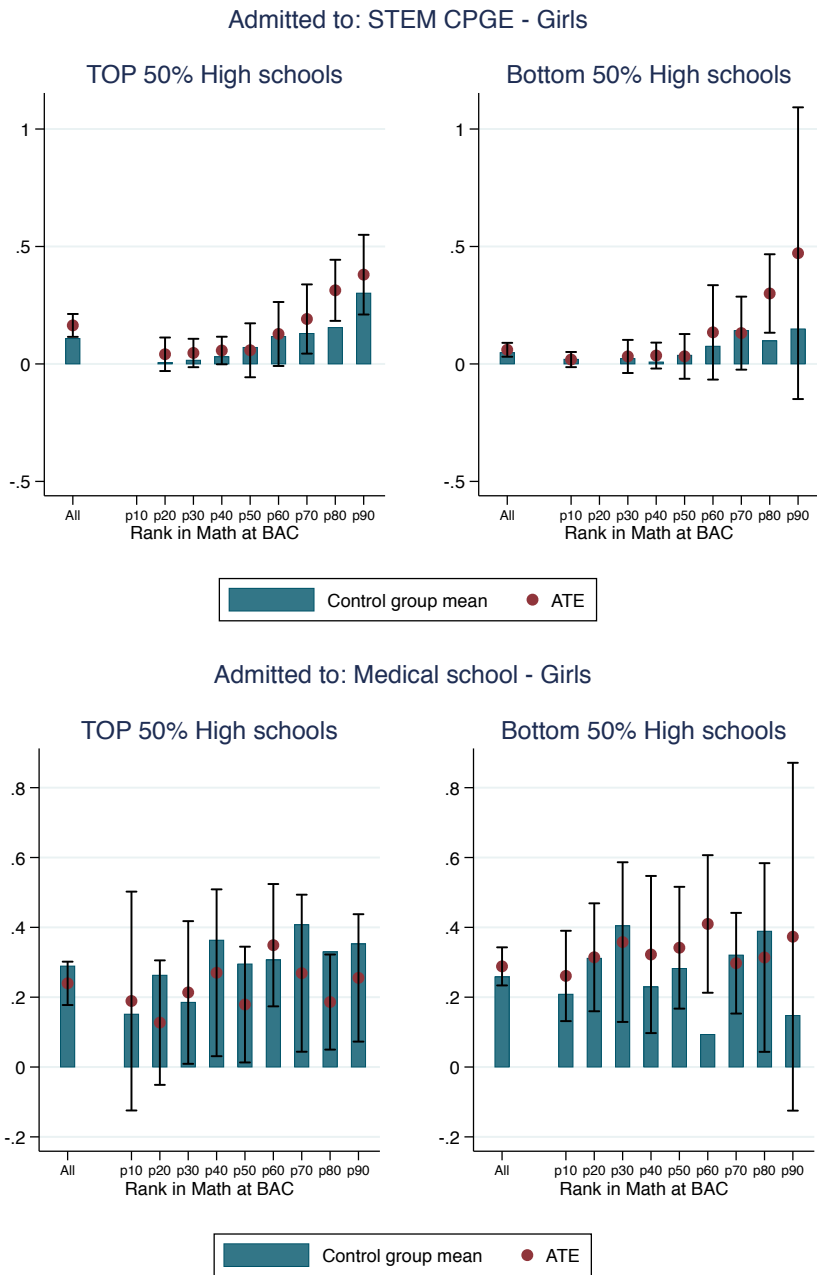 Admitted to: STEM CPGE - Girls
TOP 50% High schools
1
.5
0
-.5
All p10 p20 p30 p40 p50 p60 p70 p80 p90
Rank in Math at BAC
Bottom 50% High schools
1
.5
0
-.5
All p10 p20 p30 p40 p50 p60 p70 p80 p90
Rank in Math at BAC
Control group mean ATE
Admitted to: Medical school - Girls
TOP 50% High schools
.8
.6
.4
.2
0
-.2
All p10 p20 p30 p40 p50 p60 p70 p80 p90
Rank in Math at BAC
Bottom 50% High schools
.8
.6
.4
.2
0
-.2
All p10 p20 p30 p40 p50 p60 p70 p80 p90
Rank in Math at BAC
Control group mean ATE